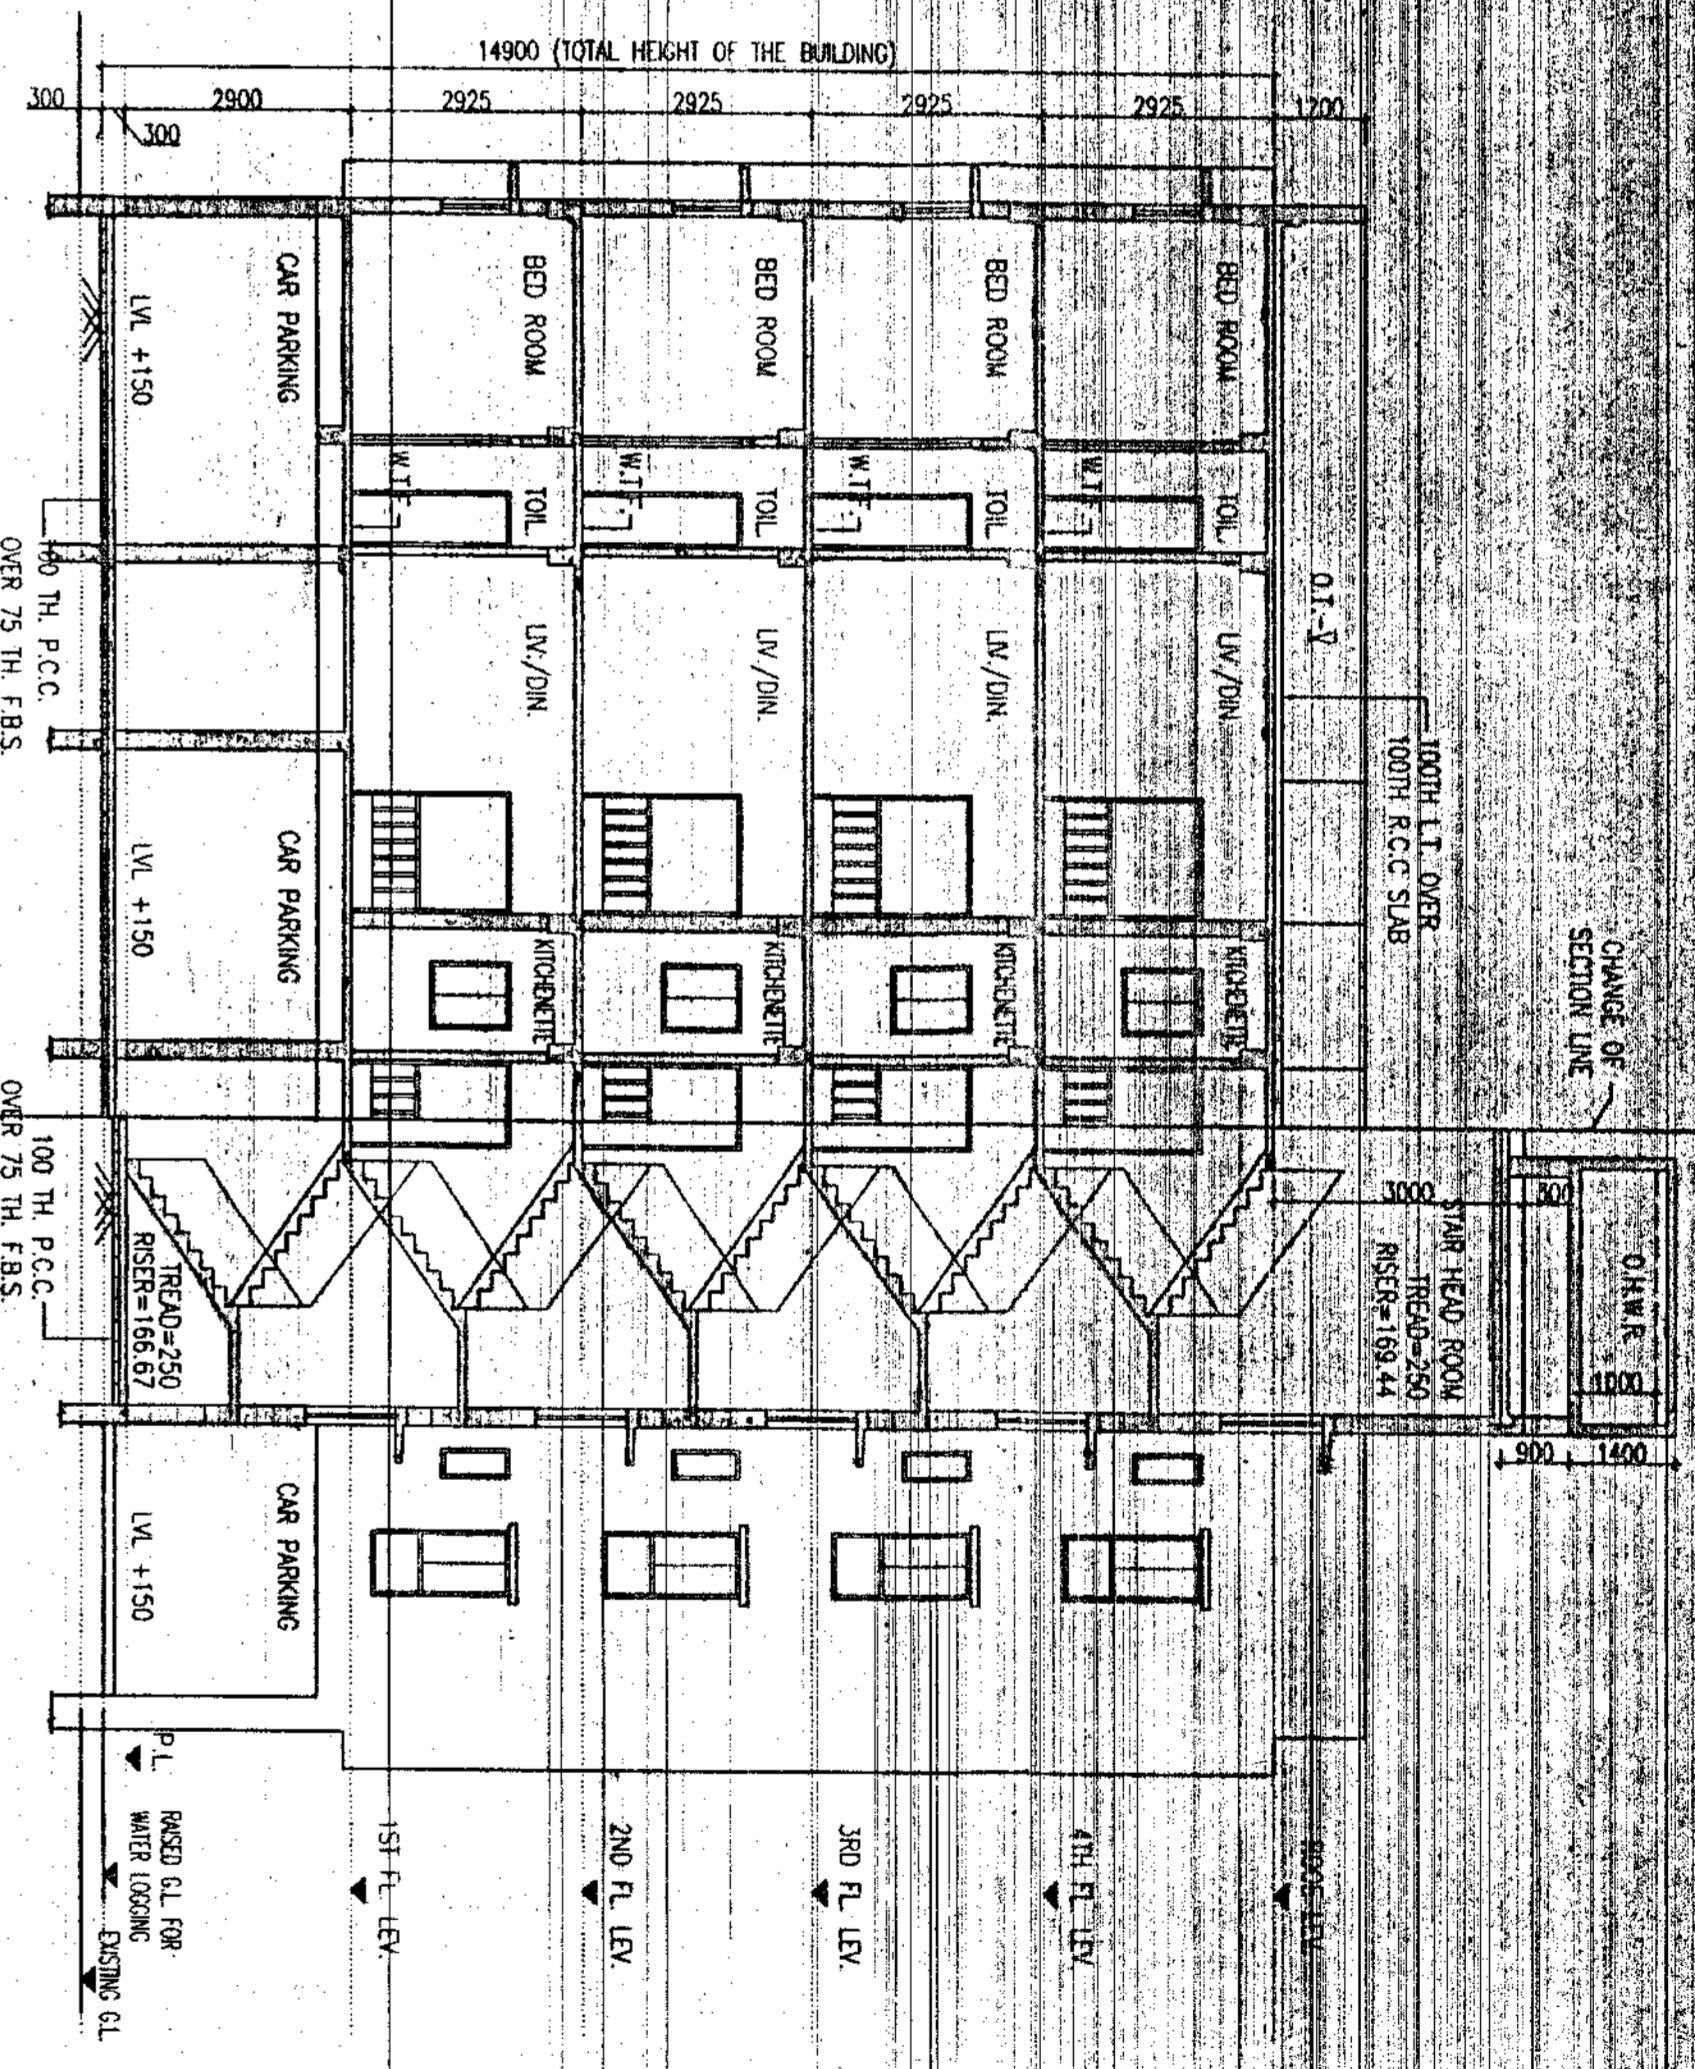 14900 (TOTAL HEIGHT OF THE BUILDING)
300
2900
2925
2925
2925
2925
1200
300
CHANGE OF
SECTION LINE
O.H.W.R.
1000
900
1400
3000
STAIR HEAD ROOM
TREAD=250
RISER=169.44
100TH L.T. OVER
100TH R.C.C SLAB
BED ROOM
TOIL
LIV./DIN.
KITCHENETTE
4TH FL LEV
BED ROOM
TOIL
W.T.F.
LIV./DIN.
KITCHENETTE
3RD FL LEV.
BED ROOM
TOIL
W.T.F.
LIV./DIN.
KITCHENETTE
2ND FL LEV.
BED ROOM
TOIL
W.T.F.
LIV./DIN.
KITCHENETTE
1ST FL LEV.
W.T.F.
CAR PARKING
CAR PARKING
CAR PARKING
LVL +150
LVL +150
TREAD=250
RISER=166.67
LVL +150
P.L.
RAISED G.L FOR
WATER LOGGING
EXISTING G.L.
100 TH. P.C.C.
OVER 75 TH. F.B.S.
100 TH. P.C.C.
OVER 75 TH. F.B.S.